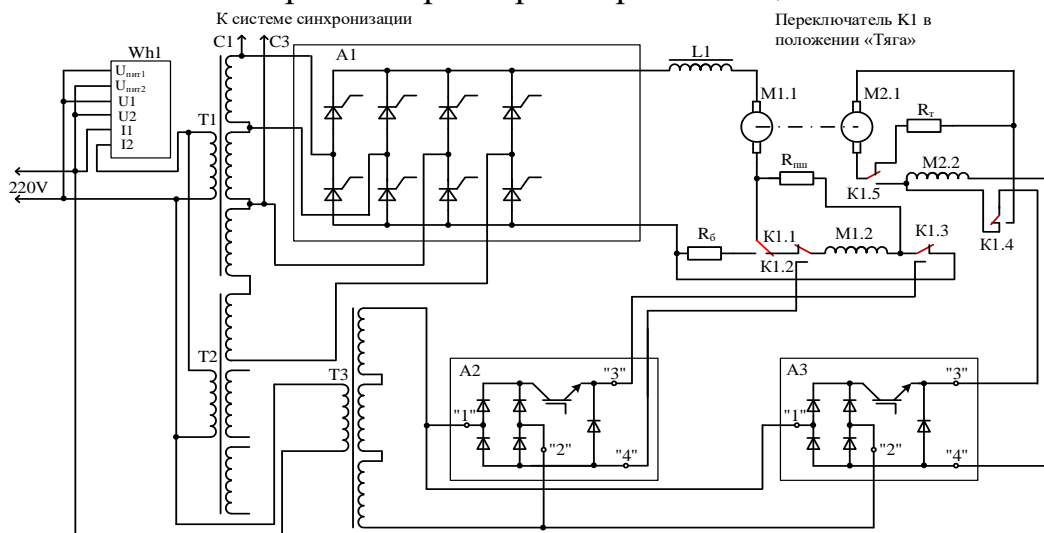 К системе синхронизации
C1
C3
Переключатель К1 в
положении «Тяга»
Wh1
Uпит1
Uпит2
U1
U2
I1
I2
220V
T1
A1
L1
M1.1
M2.1
Rт
Rпш
K1.5
M2.2
K1.4
Rб
K1.1
K1.2
M1.2
K1.3
T2
T3
A2
"1"
"2"
"3"
"4"
A3
"1"
"2"
"3"
"4"